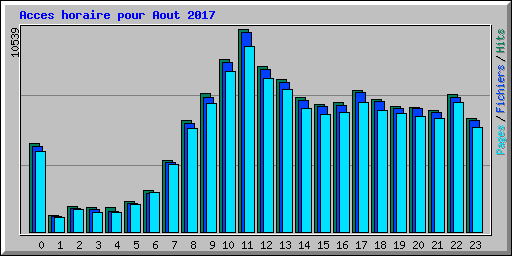 Acces horaire pour Aout 2017
10539
Pages / Fichiers / Hits
0 1 2 3 4 5 6 7 8 9 10 11 12 13 14 15 16 17 18 19 20 21 22 23